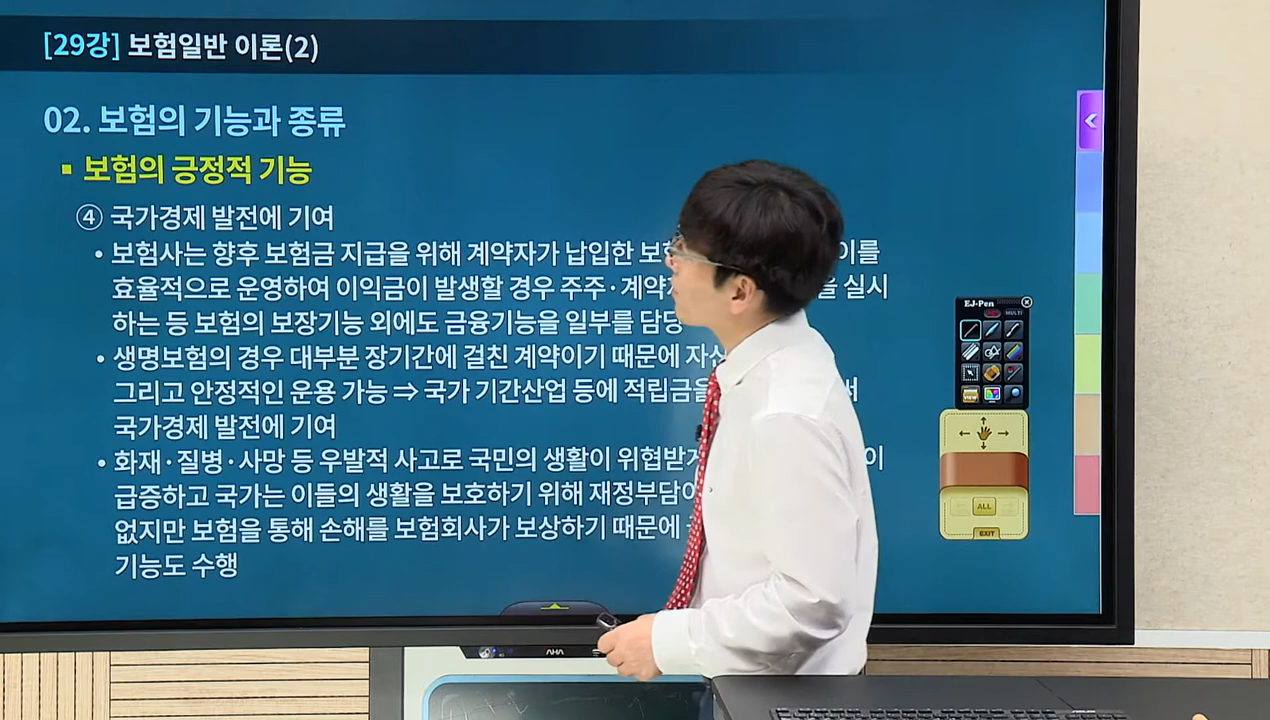 [29강] 보험일반 이론(2)
02. 보험의 기능과 종류
▪ 보험의 긍정적 기능
④ 국가경제 발전에 기여
• 보험사는 향후 보험금 지급을 위해 계약자가 납입한 이를
효율적으로 운영하여 이익금이 발생할 경우 주주·계약자 실시
하는 등 보험의 보장기능 외에도 금융기능을 일부를 담당
• 생명보험의 경우 대부분 장기간에 걸친 계약이기 때문에
그리고 안정적인 운용 가능 ⇒ 국가 기간산업 등에 적립금을
국가경제 발전에 기여
• 화재·질병·사망 등 우발적 사고로 국민의 생활이
급증하고 국가는 이들의 생활을 보호하기 위해
없지만 보험을 통해 손해를 보험회사가 보상하기 때문에
기능도 수행
EJ-Pen
MULTI
VIEW
ALL
EXIT
AHA